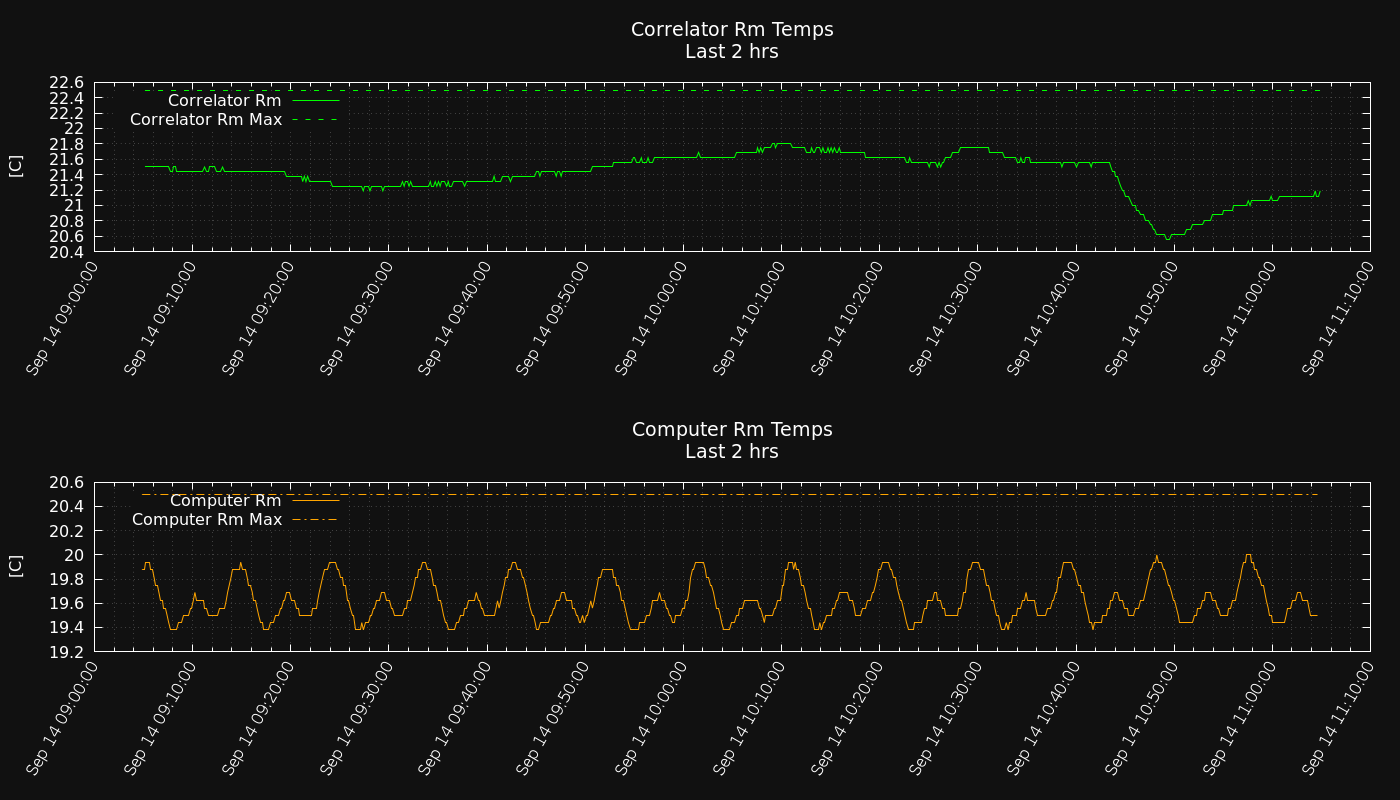 Correlator Rm Temps
Last 2 hrs
22.6
22.4
22.2
22
21.8
21.6
21.4
21.2
21
20.8
20.6
20.4
[C]
Correlator Rm
Correlator Rm Max
Sep 14 09:00:00
Sep 14 09:10:00
Sep 14 09:20:00
Sep 14 09:30:00
Sep 14 09:40:00
Sep 14 09:50:00
Sep 14 10:00:00
Sep 14 10:10:00
Sep 14 10:20:00
Sep 14 10:30:00
Sep 14 10:40:00
Sep 14 10:50:00
Sep 14 11:00:00
Sep 14 11:10:00
Computer Rm Temps
Last 2 hrs
20.6
20.4
20.2
20
19.8
19.6
19.4
19.2
[C]
Computer Rm
Computer Rm Max
Sep 14 09:00:00
Sep 14 09:10:00
Sep 14 09:20:00
Sep 14 09:30:00
Sep 14 09:40:00
Sep 14 09:50:00
Sep 14 10:00:00
Sep 14 10:10:00
Sep 14 10:20:00
Sep 14 10:30:00
Sep 14 10:40:00
Sep 14 10:50:00
Sep 14 11:00:00
Sep 14 11:10:00